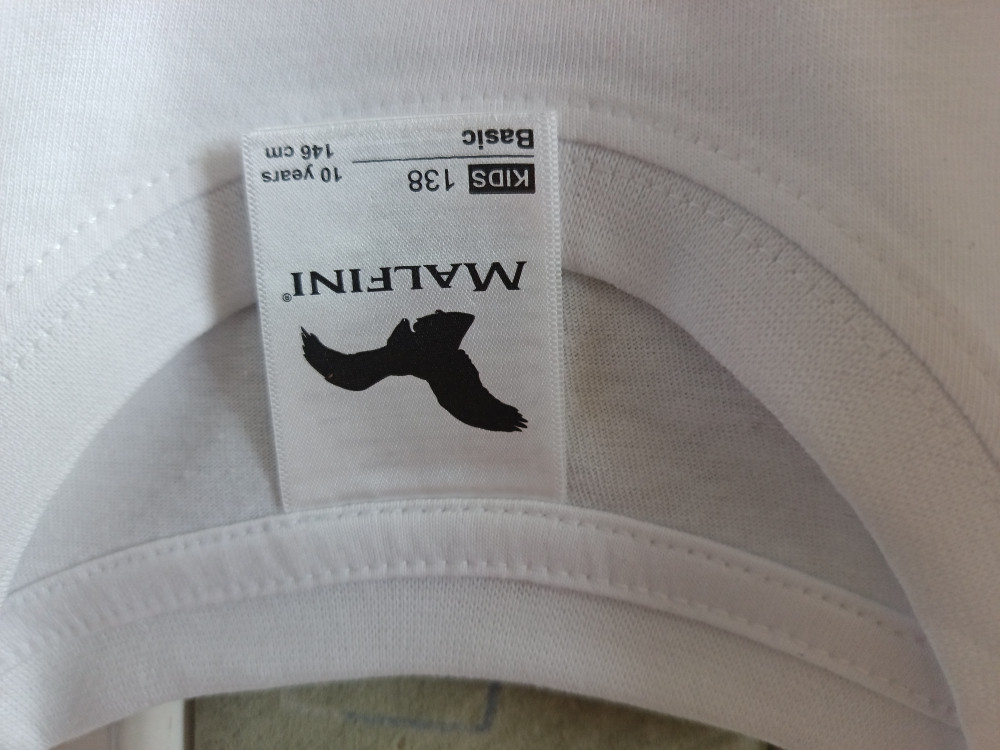 MALFINI®
KIDS 138 10 years
Basic 146 cm